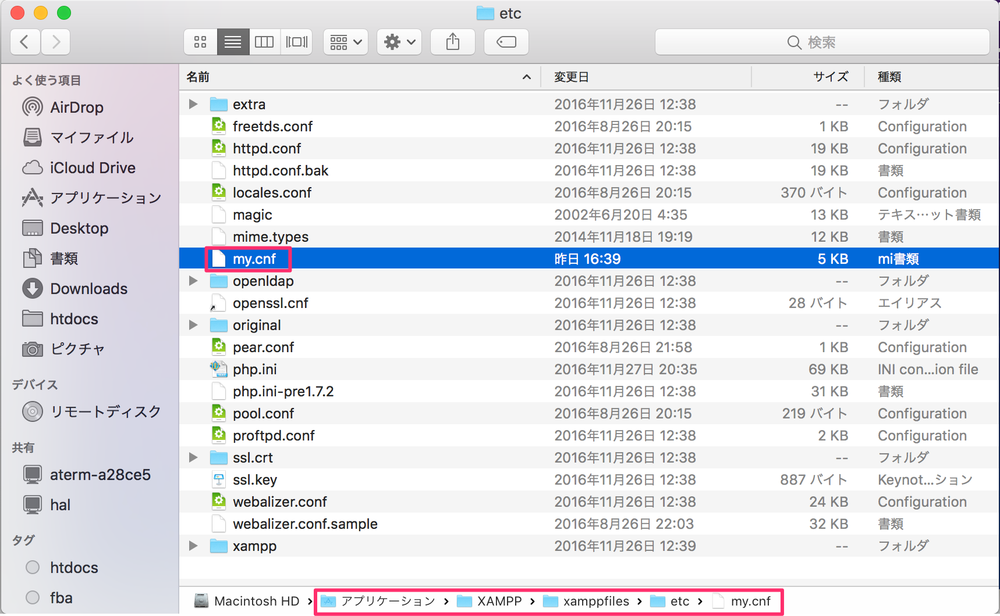 etc
検索
よく使う項目
AirDrop
マイファイル
iCloud Drive
アプリケーション
Desktop
書類
Downloads
htdocs
ピクチャ
デバイス
リモートディスク
共有
aterm-a28ce5
hal
タグ
htdocs
fba
名前 変更日 サイズ 種類
extra 2016年11月26日 12:38 -- フォルダ
freetds.conf 2016年8月26日 20:15 1 KB Configuration
httpd.conf 2016年11月26日 12:38 19 KB Configuration
httpd.conf.bak 2016年11月26日 12:38 19 KB 書類
locales.conf 2016年8月26日 20:15 370 バイト Configuration
magic 2002年6月20日 4:35 13 KB テキス…ット書類
mime.types 2014年11月18日 19:19 12 KB 書類
my.cnf 昨日 16:39 5 KB mi書類
openldap 2016年11月26日 12:38 -- フォルダ
openssl.cnf 2016年11月26日 12:38 28 バイト エイリアス
original 2016年11月26日 12:38 -- フォルダ
pear.conf 2016年8月26日 21:58 1 KB Configuration
php.ini 2016年11月27日 20:35 69 KB INI con...ion file
php.ini-pre1.7.2 2016年11月26日 12:38 31 KB 書類
pool.conf 2016年8月26日 20:15 219 バイト Configuration
proftpd.conf 2016年11月26日 12:38 2 KB Configuration
ssl.crt 2016年11月26日 12:38 -- フォルダ
ssl.key 2016年11月26日 12:38 887 バイト Keynot...ション
webalizer.conf 2016年11月26日 12:38 24 KB Configuration
webalizer.conf.sample 2016年8月26日 22:03 32 KB 書類
xampp 2016年11月26日 12:39 -- フォルダ
Macintosh HD › アプリケーション › XAMPP › xamppfiles › etc › my.cnf